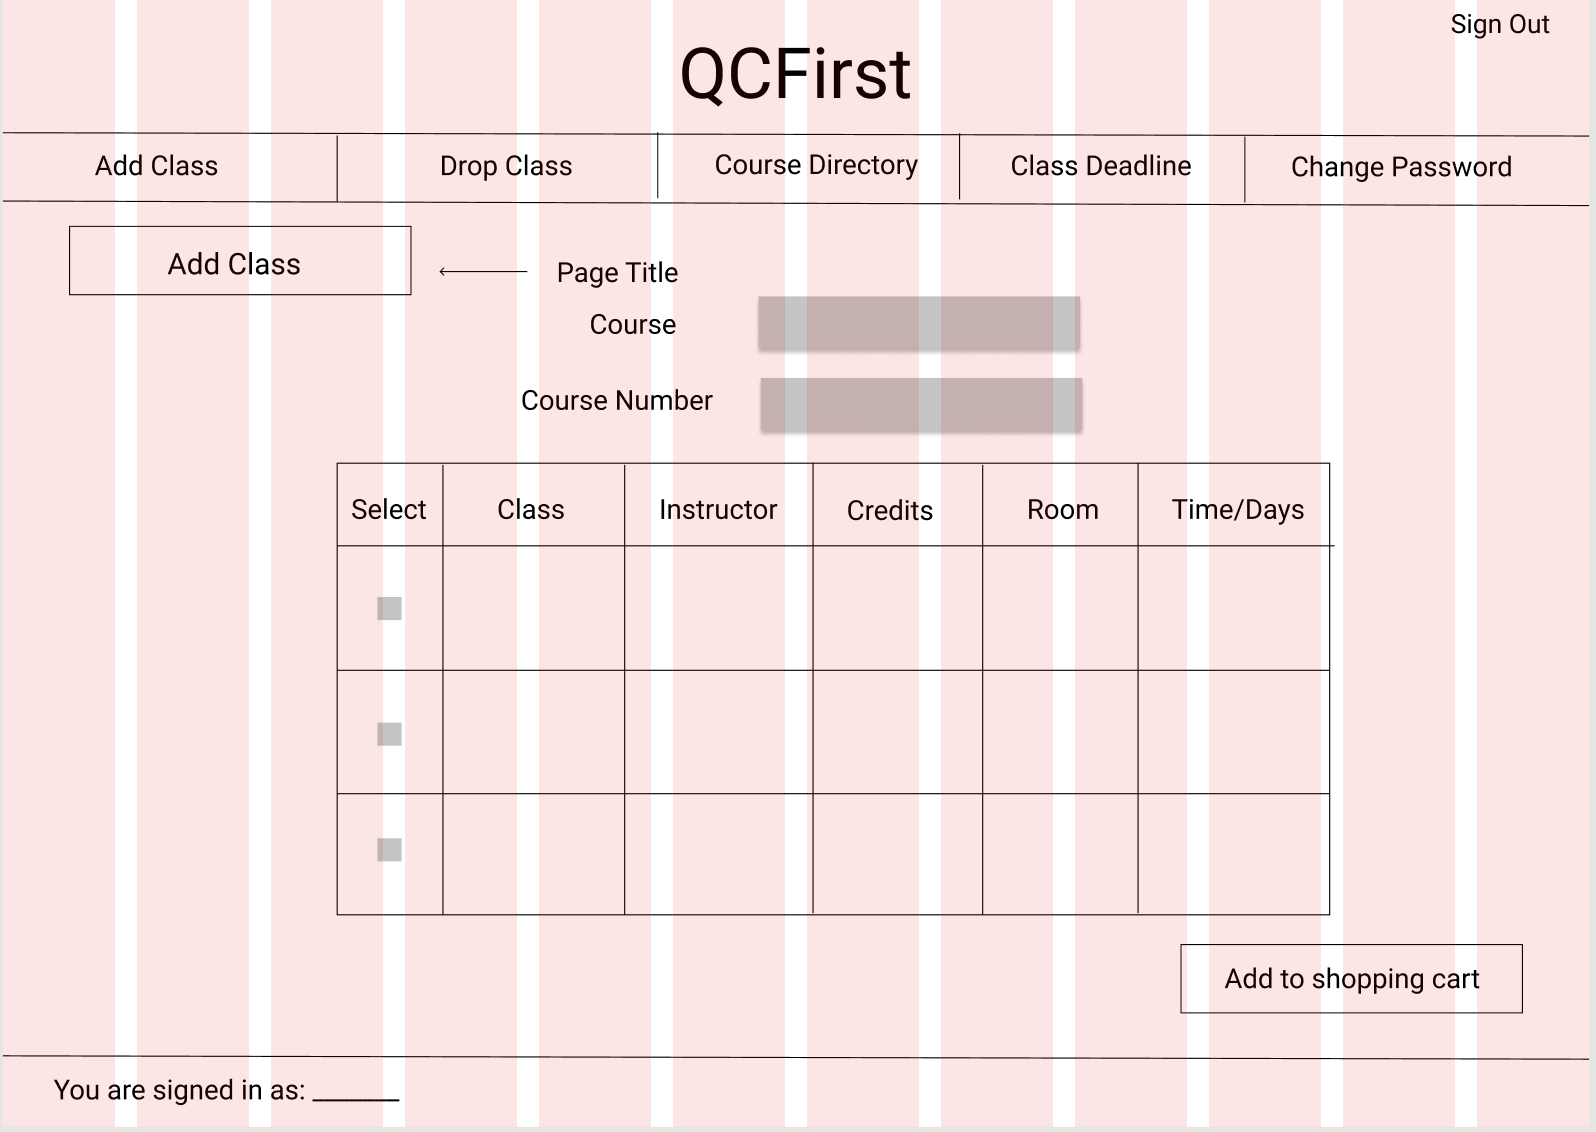 Sign Out
QCFirst
Add Class Drop Class Course Directory Class Deadline Change Password
Add Class
Page Title
Course
Course Number
Select Class Instructor Credits Room Time/Days
Add to shopping cart
You are signed in as: _______